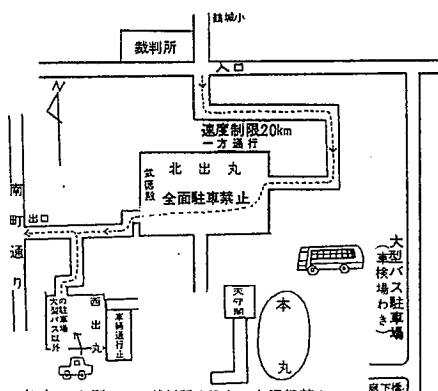 鶴城小
裁判所
入口
速度制限20km
一方通行
武徳殿
北出丸
全面駐車禁止
南町通り
出口
大型バス駐車場
(車検場わき)
大型バス以外
の駐車場
西出丸
車輌通行止
天守閣
本丸
廊下橋